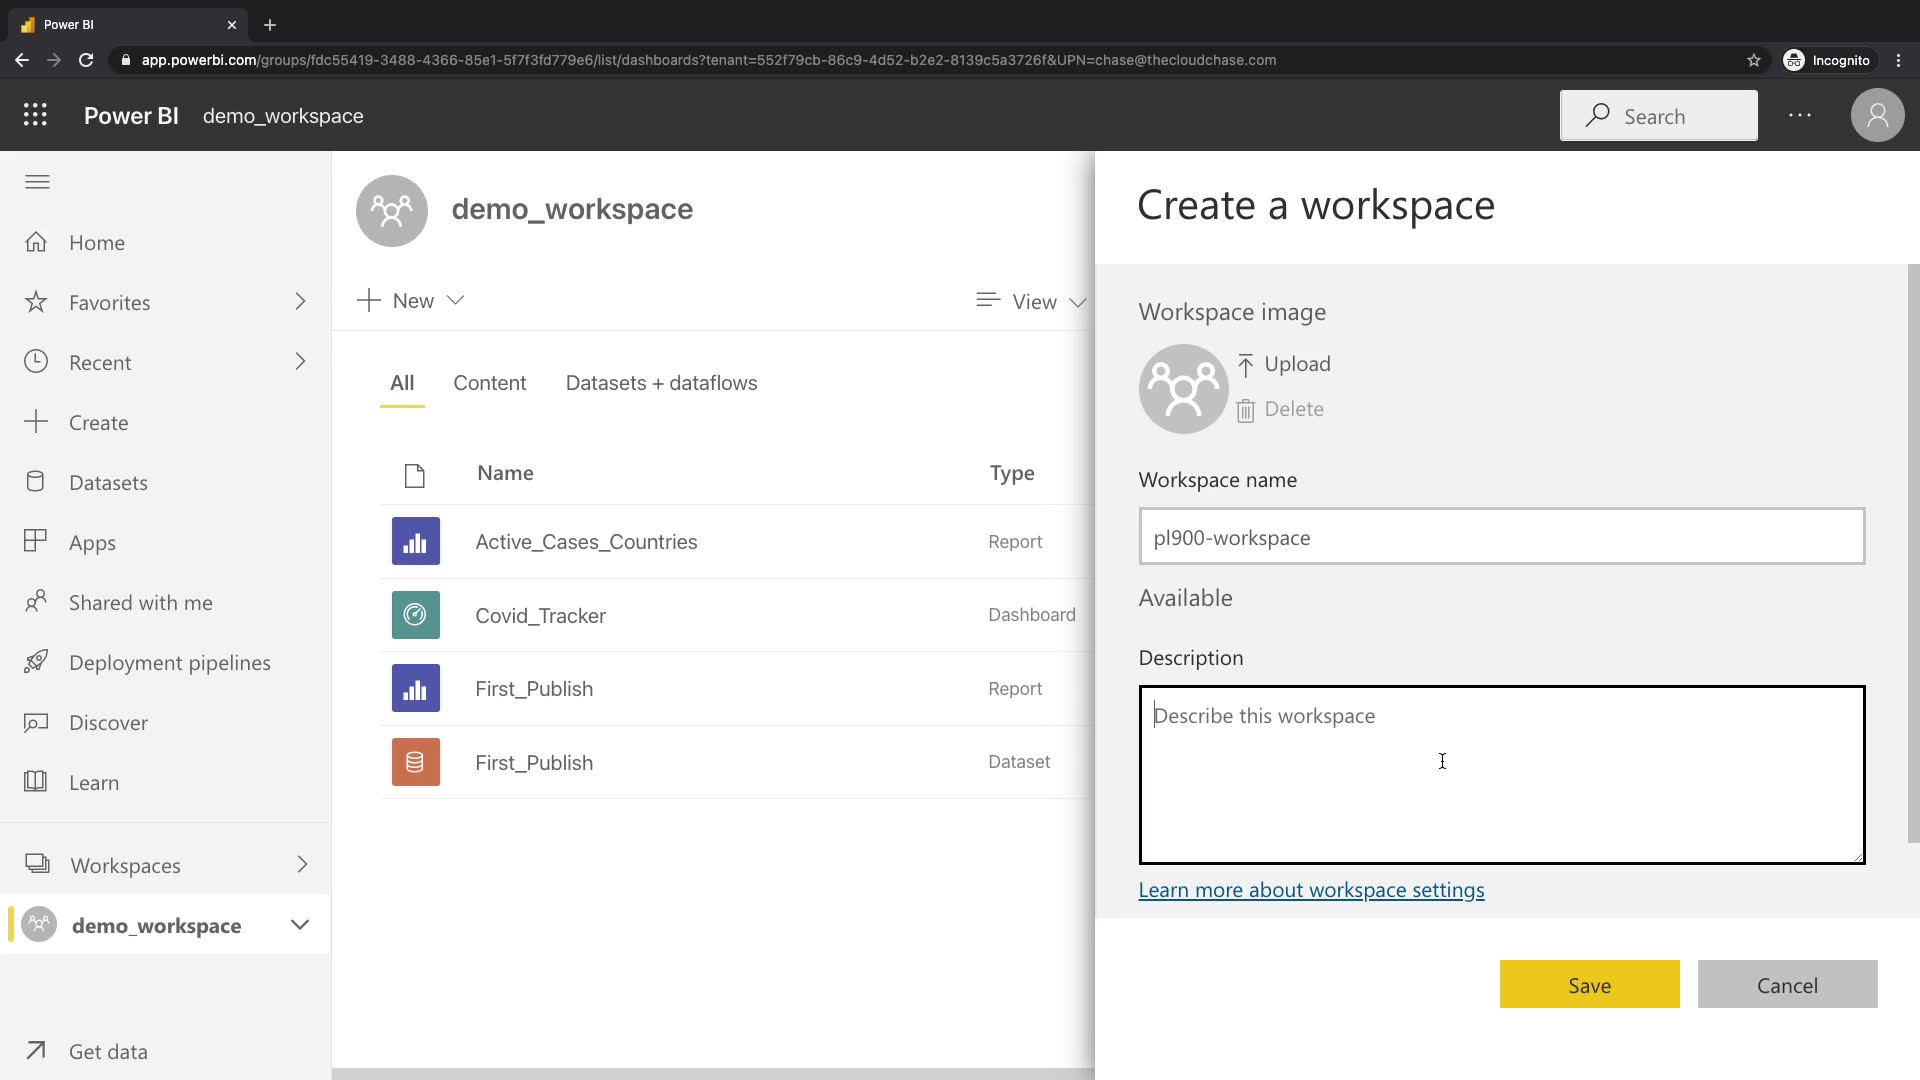 Power BI
app.powerbi.com/groups/fdc55419-3488-4366-85e1-5f7f3fd779e6/list/dashboards?tenant=552f79cb-86c9-4d52-b2e2-8139c5a3726f&UPN=chase@thecloudchase.com
Incognito
Power BI demo_workspace
Search
Home
Favorites
Recent
Create
Datasets
Apps
Shared with me
Deployment pipelines
Discover
Learn
Workspaces
demo_workspace
Get data
demo_workspace
New
View
All Content Datasets + dataflows
Name Type
Active_Cases_Countries Report
Covid_Tracker Dashboard
First_Publish Report
First_Publish Dataset
Create a workspace
Workspace image
Upload
Delete
Workspace name
pl900-workspace
Available
Description
Describe this workspace
Learn more about workspace settings
Save Cancel